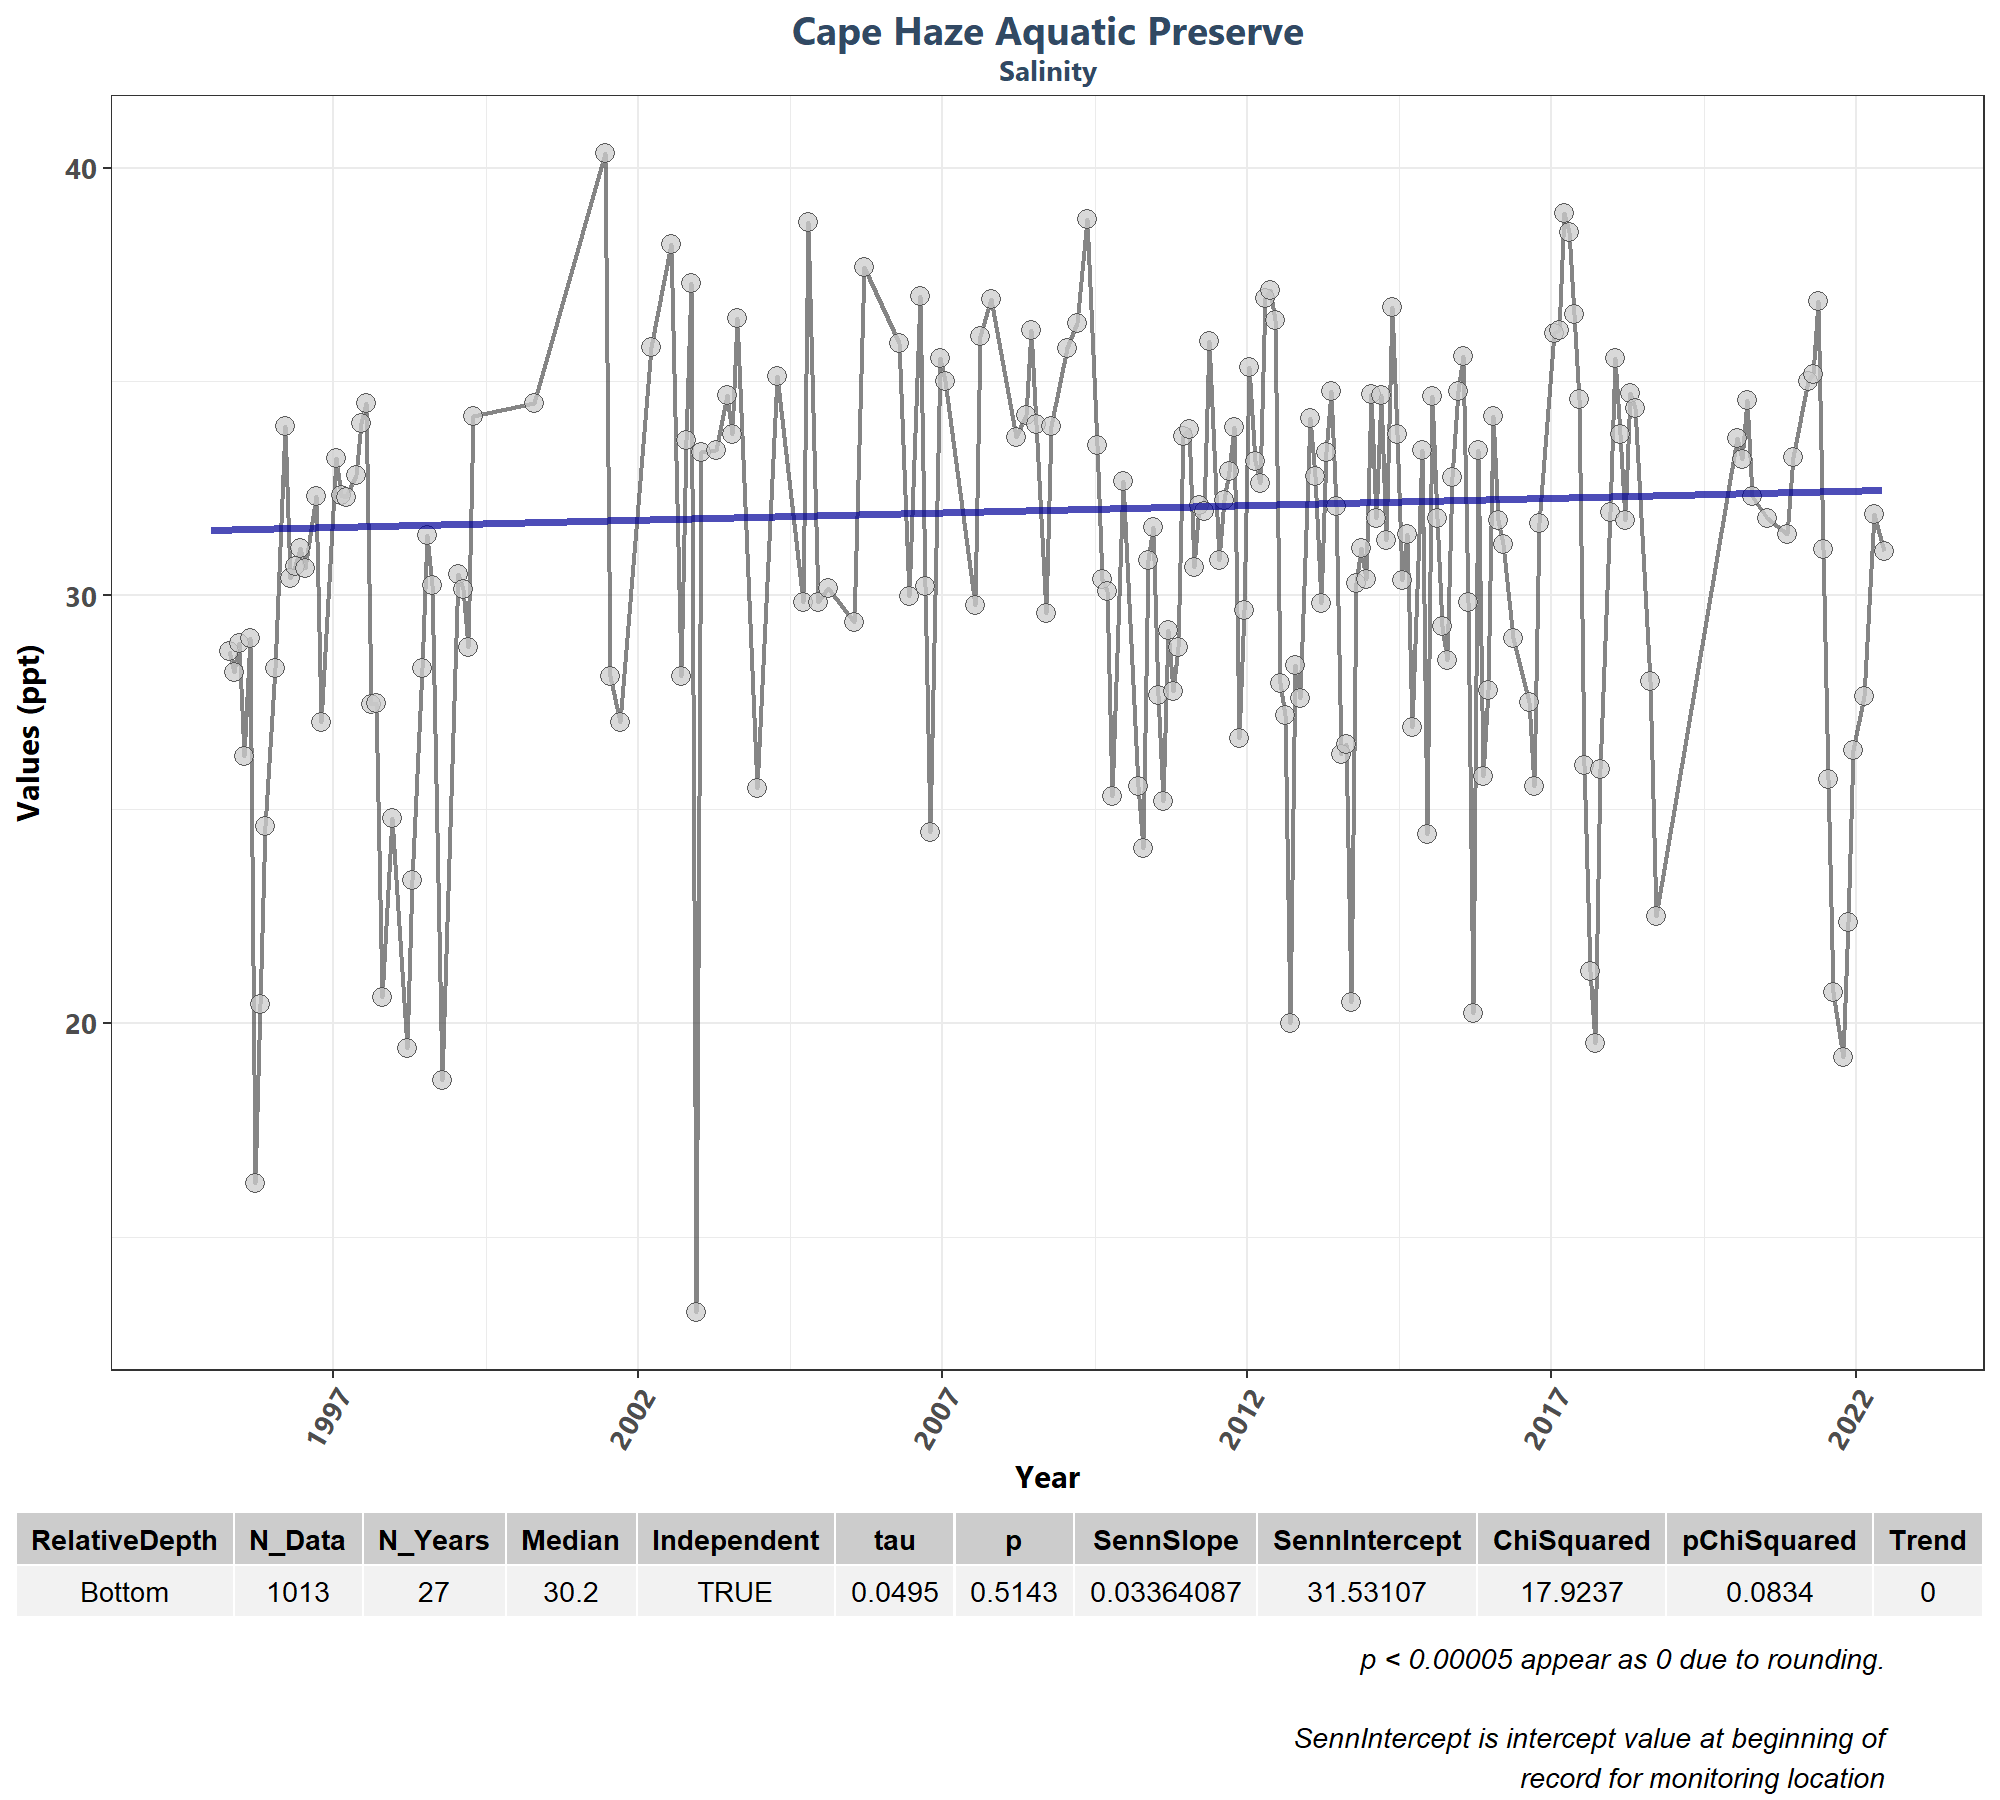 Cape Haze Aquatic Preserve
Salinity
Values (ppt)
40
30
20
1997 2002 2007 2012 2017 2022
Year
RelativeDepth N_Data N_Years Median Independent tau p SennSlope SennIntercept ChiSquared pChiSquared Trend
Bottom 1013 27 30.2 TRUE 0.0495 0.5143 0.03364087 31.53107 17.9237 0.0834 0
p < 0.00005 appear as 0 due to rounding.
SennIntercept is intercept value at beginning of
record for monitoring location